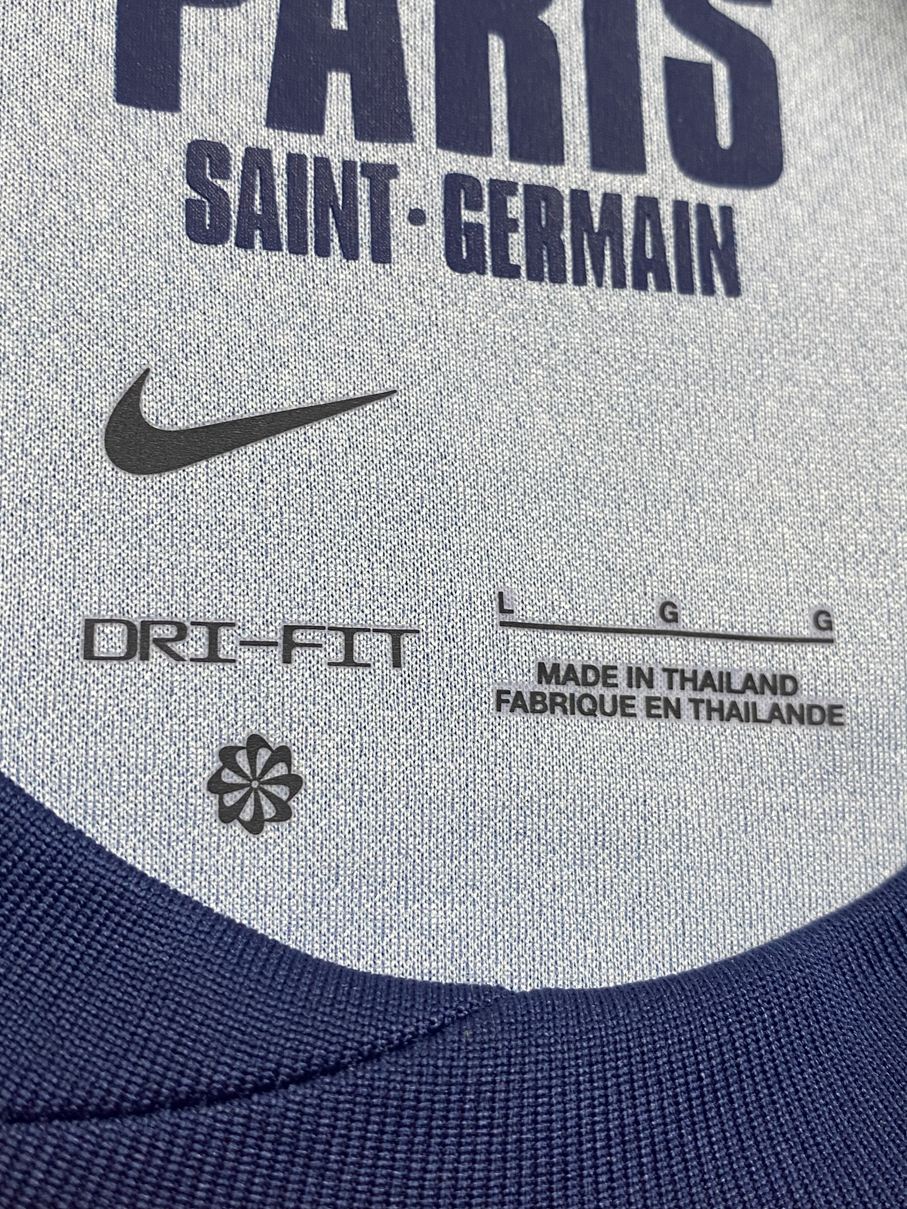 PARIS
SAINT·GERMAIN
DRI-FIT
L G G
MADE IN THAILAND
FABRIQUE EN THAILANDE